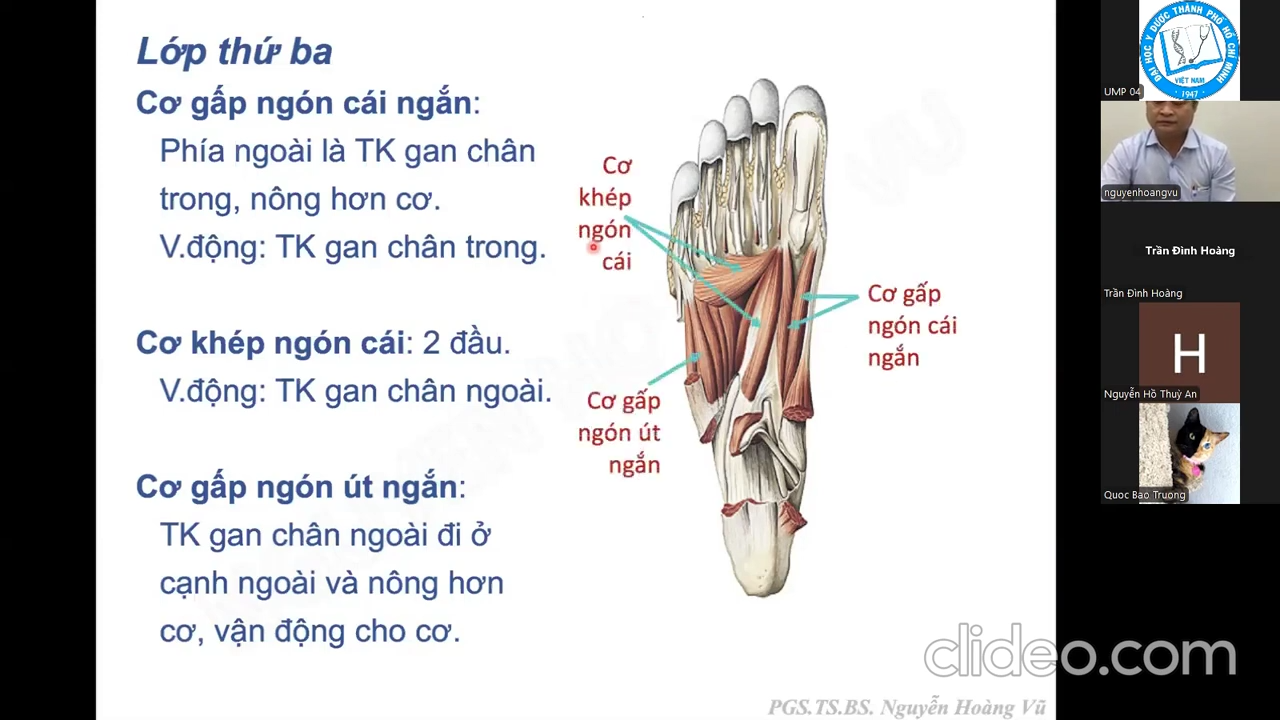 Lớp thứ ba
Cơ gấp ngón cái ngắn:
Phía ngoài là TK gan chân
trong, nông hơn cơ.
V.động: TK gan chân trong.
Cơ khép ngón cái: 2 đầu.
V.động: TK gan chân ngoài.
Cơ gấp ngón út ngắn:
TK gan chân ngoài đi ở
cạnh ngoài và nông hơn
cơ, vận động cho cơ.
Cơ
khép
ngón
cái
Cơ gấp
ngón út
ngắn
Cơ gấp
ngón cái
ngắn
PGS.TS.BS. Nguyễn Hoàng Vũ
clideo.com
ĐẠI HỌC Y DƯỢC THÀNH PHỐ HỒ CHÍ MINH
VIỆT NAM
1947
UMP 04
nguyenhoangvu
Trần Đình Hoàng
Trần Đình Hoàng
H
Nguyễn Hồ Thuỳ An
Quoc Bao Truong